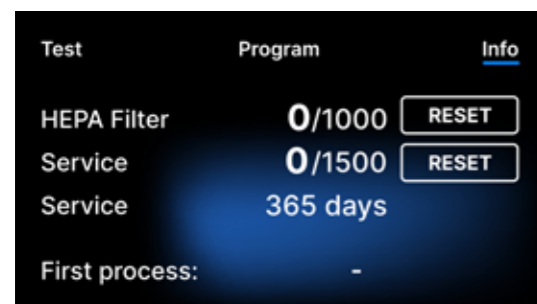 Test Program Info
HEPA Filter 0/1000 RESET
Service 0/1500 RESET
Service 365 days
First process: -